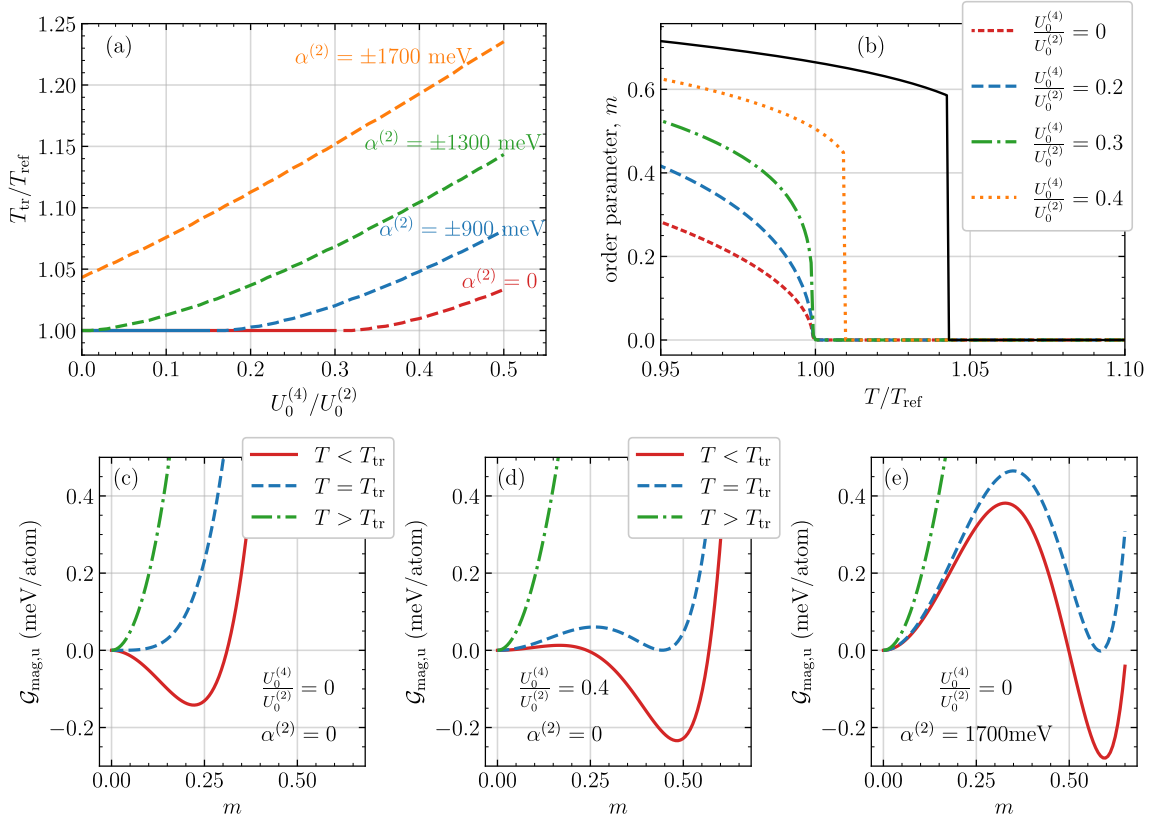 (a)
1.25
1.20
1.15
1.10
1.05
1.00
T_tr/T_ref
α^(2) = ±1700 meV
α^(2) = ±1300 meV
α^(2) = ±900 meV
α^(2) = 0
0.0 0.1 0.2 0.3 0.4 0.5
U_0^(4)/U_0^(2)
(b)
0.6
0.4
0.2
0.0
order parameter, m
U_0^(4)/U_0^(2) = 0
U_0^(4)/U_0^(2) = 0.2
U_0^(4)/U_0^(2) = 0.3
U_0^(4)/U_0^(2) = 0.4
0.95 1.00 1.05 1.10
T/T_ref
(c)
T < T_tr
T = T_tr
T > T_tr
0.4
0.2
0.0
−0.2
𝒢_mag,u (meV/atom)
U_0^(4)/U_0^(2) = 0
α^(2) = 0
0.00 0.25 0.50
m
(d)
T < T_tr
T = T_tr
T > T_tr
0.4
0.2
0.0
−0.2
𝒢_mag,u (meV/atom)
U_0^(4)/U_0^(2) = 0.4
α^(2) = 0
0.00 0.25 0.50
m
(e)
0.4
0.2
0.0
−0.2
𝒢_mag,u (meV/atom)
U_0^(4)/U_0^(2) = 0
α^(2) = 1700meV
0.00 0.25 0.50
m